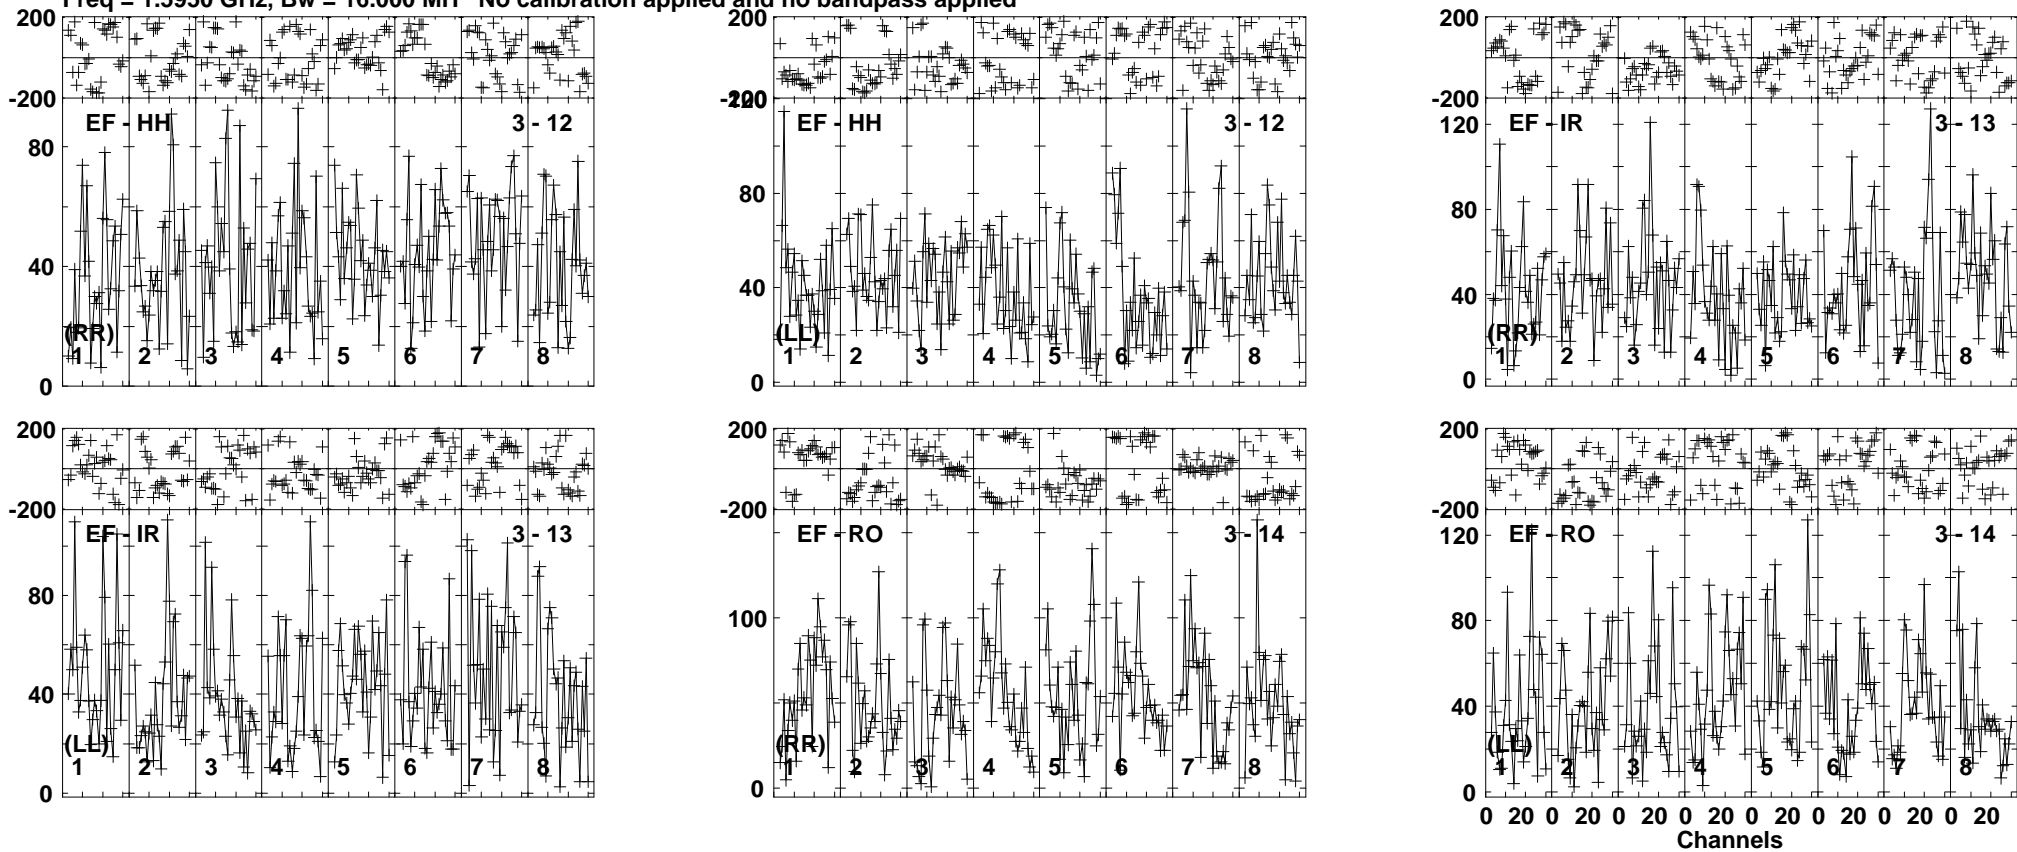 Freq = 1.5950 GHz, Bw = 16.000 MH No calibration applied and no bandpass applied
200 200 200
-200 -200 -200
EF - HH 3 - 12 EF - HH 3 - 12 EF - IR 3 - 13
80 120 120
40 80 80
0 40 40
0 0
(RR) (LL) (RR)
1 2 3 4 5 6 7 8 1 2 3 4 5 6 7 8 1 2 3 4 5 6 7 8
200 200 200
-200 -200 -200
EF - IR 3 - 13 EF - RO 3 - 14 EF - RO 3 - 14
80 100 120
40 0 80
0 40
0
(LL) (RR) (LL)
1 2 3 4 5 6 7 8 1 2 3 4 5 6 7 8 1 2 3 4 5 6 7 8
0 20 0 20 0 20 0 20 0 20 0 20 0 20 0 20
Channels